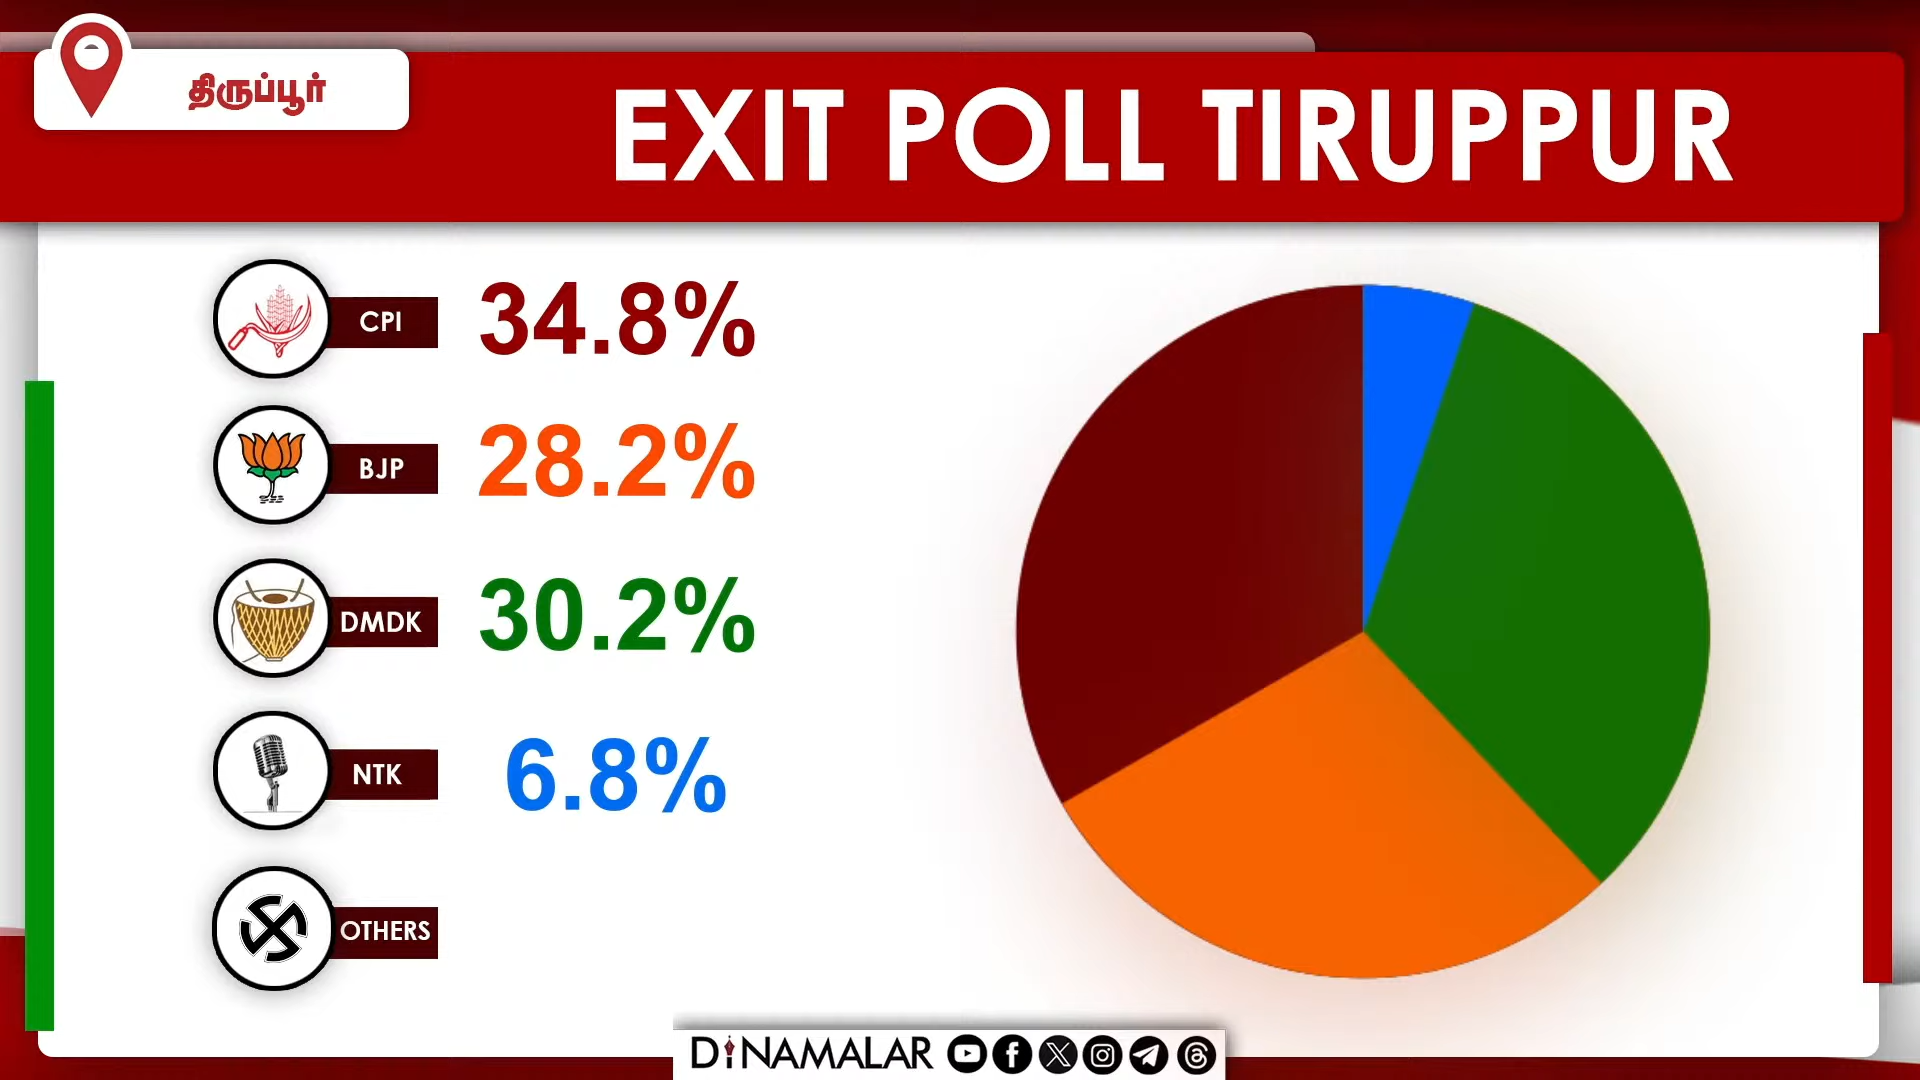 திருப்பூர்
EXIT POLL TIRUPPUR
CPI 34.8%
BJP 28.2%
DMDK 30.2%
NTK 6.8%
OTHERS
DINAMALAR